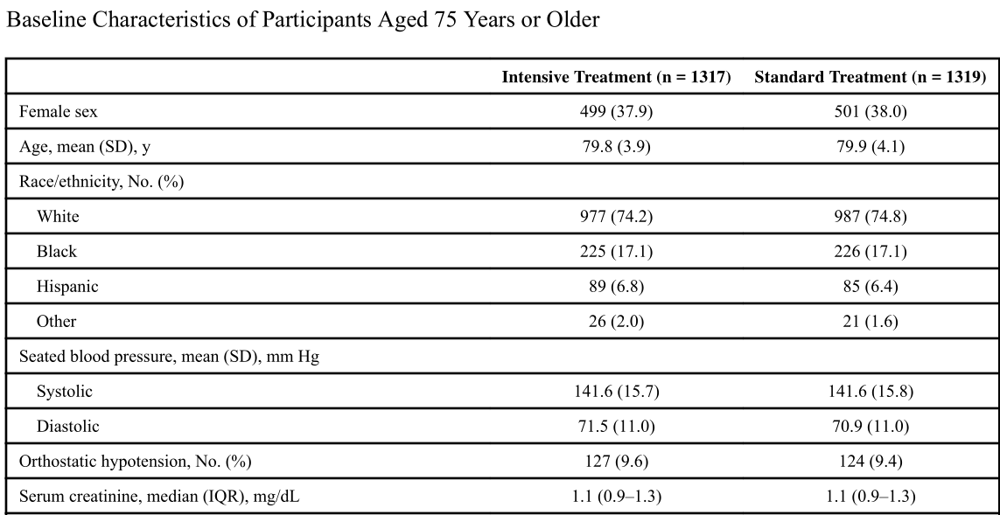 Baseline Characteristics of Participants Aged 75 Years or Older
Intensive Treatment (n = 1317) Standard Treatment (n = 1319)
Female sex 499 (37.9) 501 (38.0)
Age, mean (SD), y 79.8 (3.9) 79.9 (4.1)
Race/ethnicity, No. (%)
White 977 (74.2) 987 (74.8)
Black 225 (17.1) 226 (17.1)
Hispanic 89 (6.8) 85 (6.4)
Other 26 (2.0) 21 (1.6)
Seated blood pressure, mean (SD), mm Hg
Systolic 141.6 (15.7) 141.6 (15.8)
Diastolic 71.5 (11.0) 70.9 (11.0)
Orthostatic hypotension, No. (%) 127 (9.6) 124 (9.4)
Serum creatinine, median (IQR), mg/dL 1.1 (0.9–1.3) 1.1 (0.9–1.3)